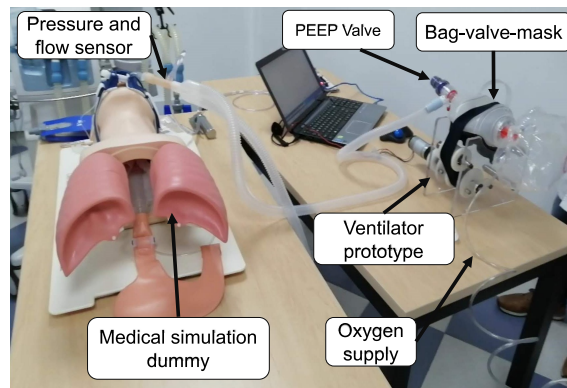 Pressure and
flow sensor
PEEP Valve
Bag-valve-mask
Ventilator
prototype
Medical simulation
dummy
Oxygen
supply